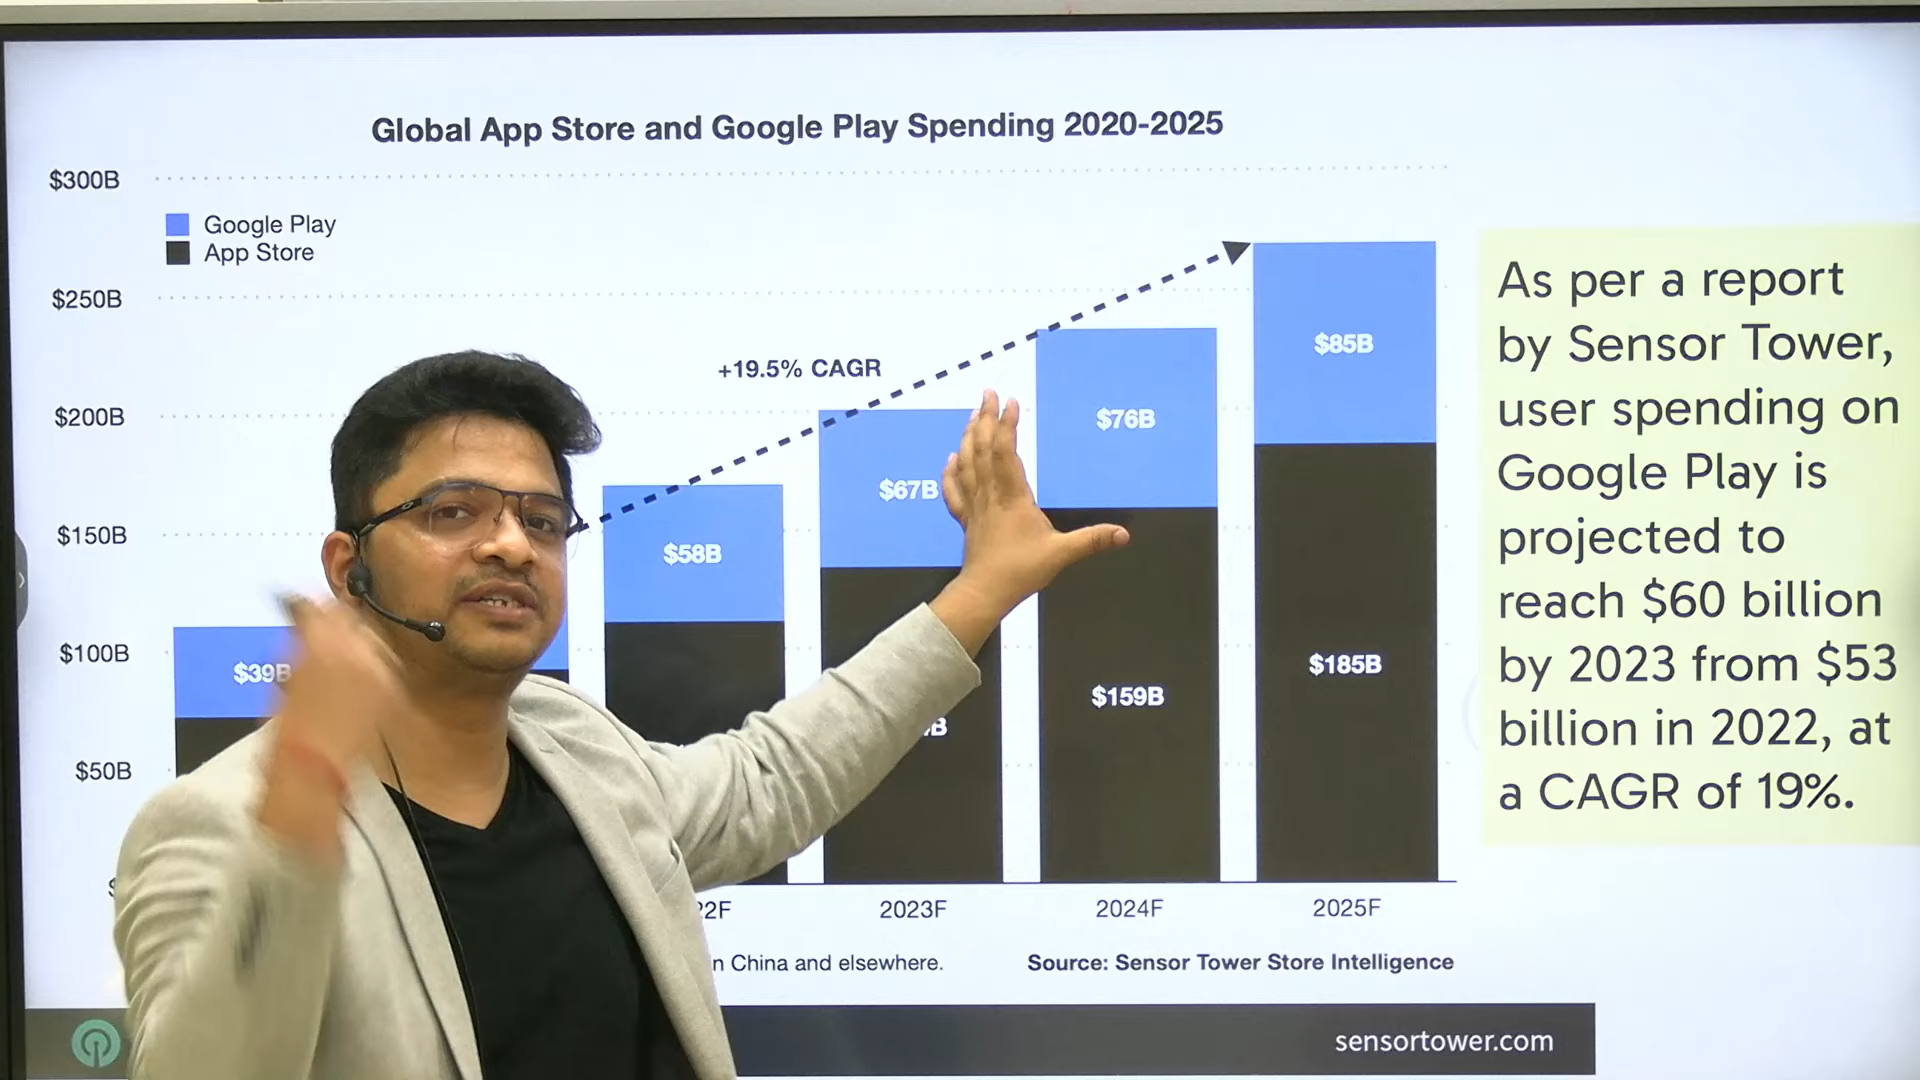 Global App Store and Google Play Spending 2020-2025
$300B
Google Play
App Store
$250B
+19.5% CAGR
$200B
$150B
$100B
$50B
$39B
$58B
$67B
$76B
$159B
$85B
$185B
2023F
2024F
2025F
China and elsewhere.
Source: Sensor Tower Store Intelligence
sensortower.com
As per a report
by Sensor Tower,
user spending on
Google Play is
projected to
reach $60 billion
by 2023 from $53
billion in 2022, at
a CAGR of 19%.